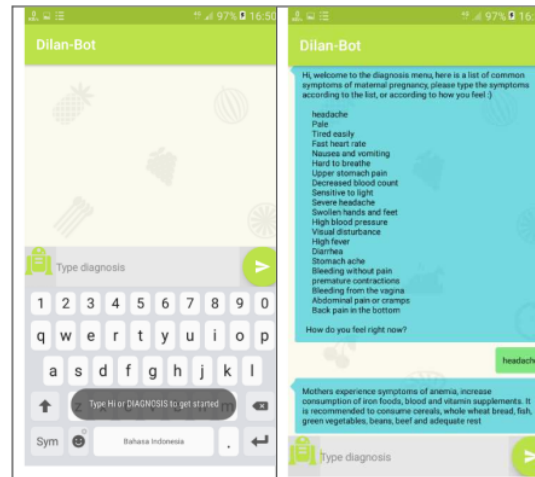 97% 16:50
Dilan-Bot
Type diagnosis
1 2 3 4 5 6 7 8 9 0
q w e r t y u i o p
a s d f g h j k l
Type Hi or DIAGNOSIS to get started
m
Sym Bahasa Indonesia .
97% 16:
Dilan-Bot
Hi, welcome to the diagnosis menu, here is a list of common
symptoms of maternal pregnancy, please type the symptoms
according to the list, or according to how you feel :)
headache
Pale
Tired easily
Fast heart rate
Nausea and vomiting
Hard to breathe
Upper stomach pain
Decreased blood count
Sensitive to light
Severe headache
Swollen hands and feet
High blood pressure
Visual disturbance
High fever
Diarrhea
Stomach ache
Bleeding without pain
premature contractions
Bleeding from the vagina
Abdominal pain or cramps
Back pain in the bottom
How do you feel right now?
headache
Mothers experience symptoms of anemia, increase
consumption of iron foods, blood and vitamin supplements. It
is recommended to consume cereals, whole wheat bread, fish,
green vegetables, beans, beef and adequate rest
Type diagnosis